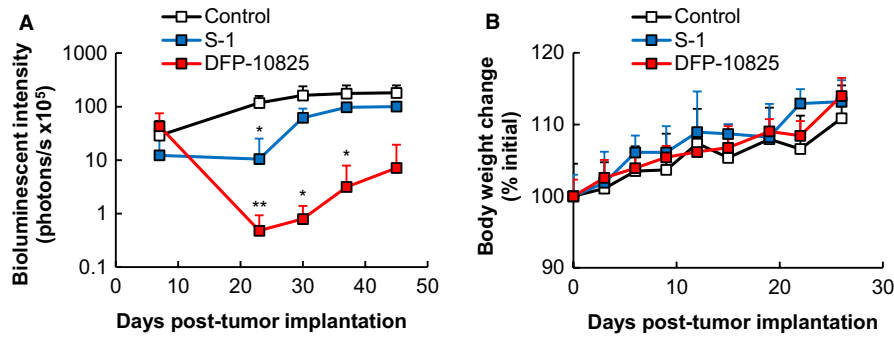 A
Control
S-1
DFP-10825
Bioluminescent intensity
(photons/s x10⁵)
1000
100
10
1
0.1
*
**
*
*
0
10
20
30
40
50
Days post-tumor implantation
B
Control
S-1
DFP-10825
Body weight change
(% initial)
120
110
100
90
0
10
20
30
Days post-tumor implantation